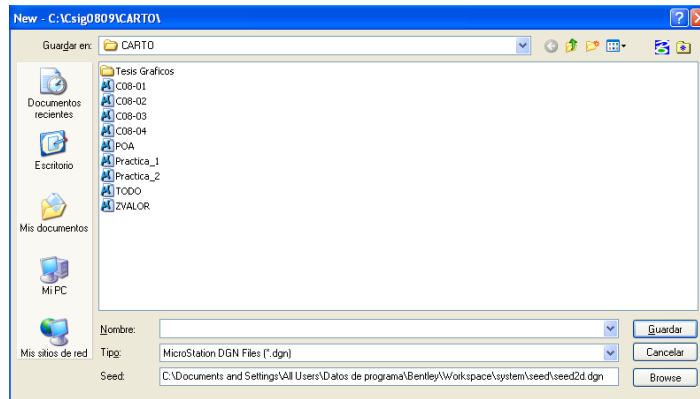 New - C:\Csig0809\CARTO\
Guardar en: CARTO
Documentos recientes
Escritorio
Mis documentos
Mi PC
Mis sitios de red
Tesis Graficos
C08-01
C08-02
C08-03
C08-04
POA
Practica_1
Practica_2
TODO
ZVALOR
Nombre:
Guardar
Tipo: MicroStation DGN Files (*.dgn)
Cancelar
Seed: C:\Documents and Settings\All Users\Datos de programa\Bentley\Workspace\system\seed\seed2d.dgn
Browse